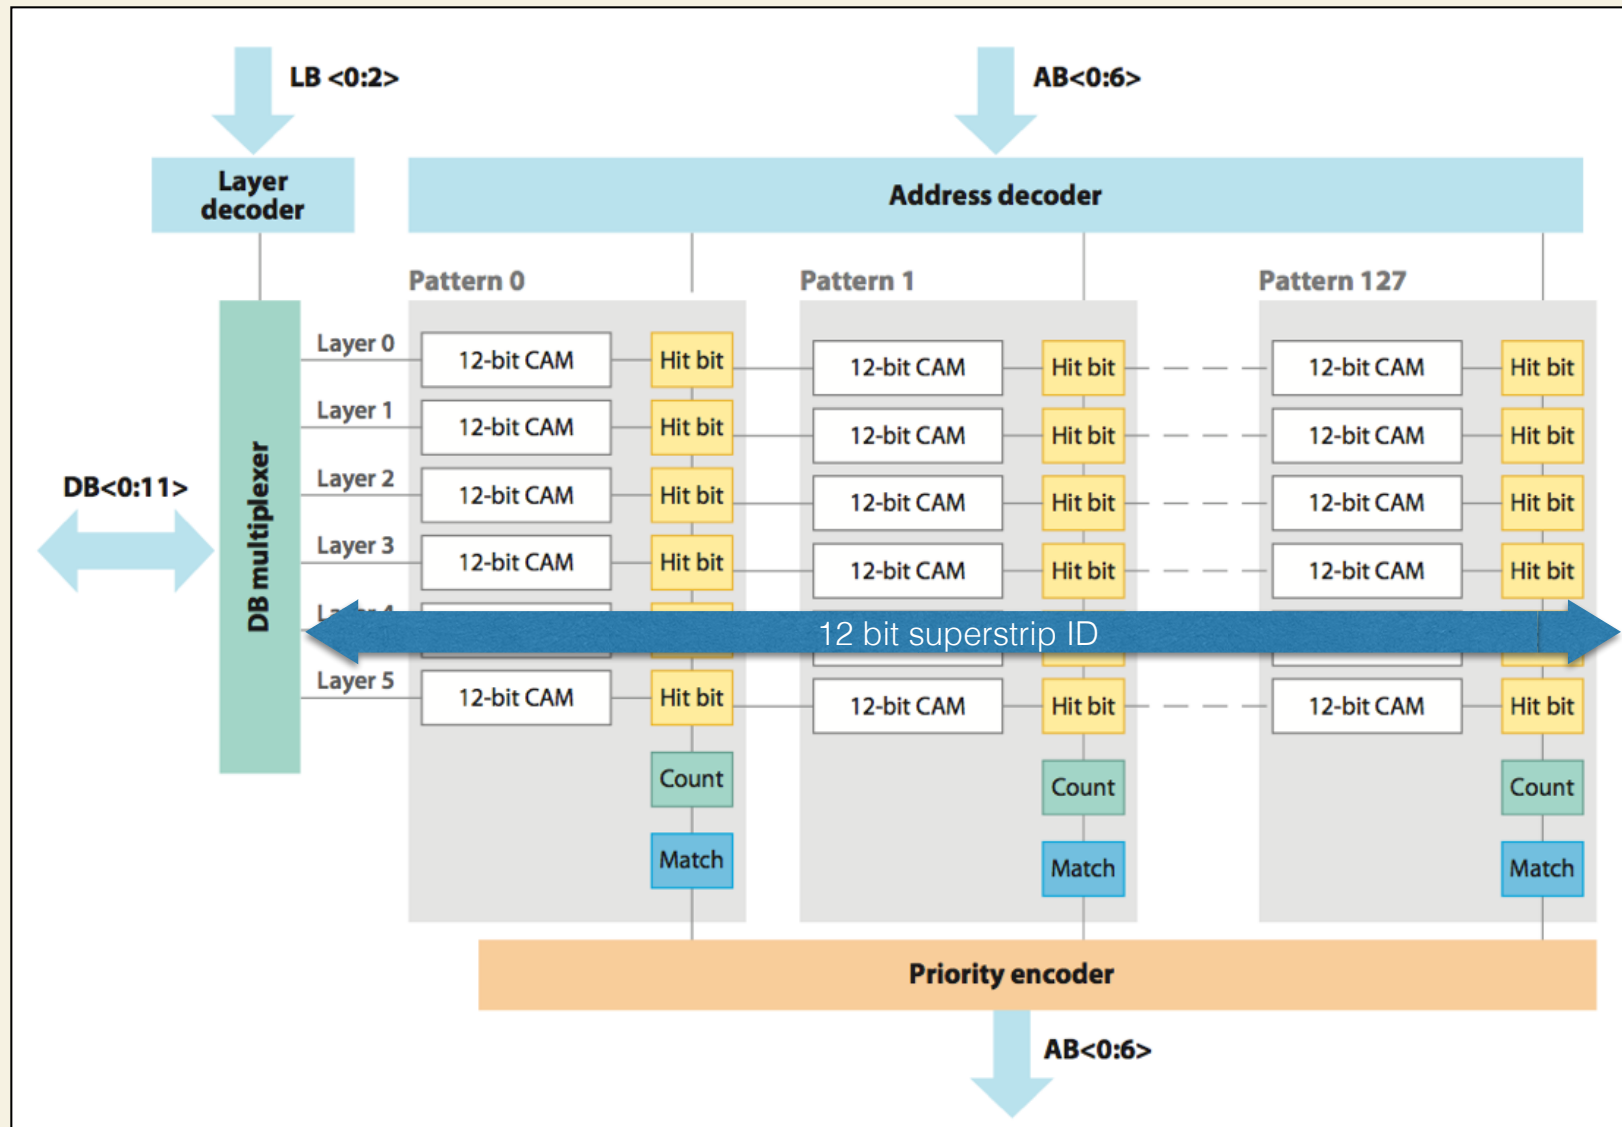 LB <0:2>
AB<0:6>
Layer
decoder
Address decoder
Pattern 0
Pattern 1
Pattern 127
DB<0:11>
DB multiplexer
Layer 0
12-bit CAM
Hit bit
12-bit CAM
Hit bit
12-bit CAM
Hit bit
Layer 1
12-bit CAM
Hit bit
12-bit CAM
Hit bit
12-bit CAM
Hit bit
Layer 2
12-bit CAM
Hit bit
12-bit CAM
Hit bit
12-bit CAM
Hit bit
Layer 3
12-bit CAM
Hit bit
12-bit CAM
Hit bit
12-bit CAM
Hit bit
Layer 4
12 bit superstrip ID
Layer 5
12-bit CAM
Hit bit
12-bit CAM
Hit bit
12-bit CAM
Hit bit
Count
Count
Count
Match
Match
Match
Priority encoder
AB<0:6>